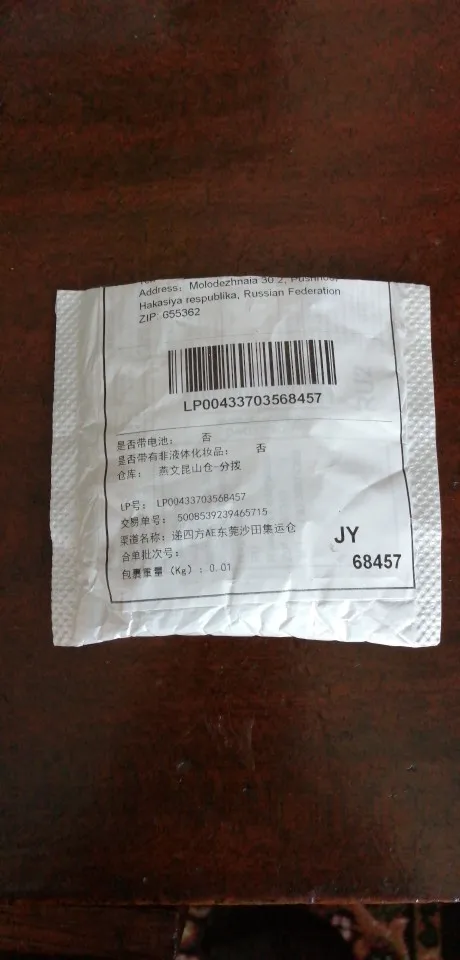 Address: Molodezhnaia 30 2,
Hakasiya respublika, Russian Federation
ZIP: 655362
LP00433703568457
是否带电池： 否
是否带有非液体化妆品： 否
仓库： 燕文昆山仓-分拨
LP号： LP00433703568457
交易单号： 5008539239465715
渠道名称：递四方AE东莞沙田集运仓
合单批次号：
包裹重量（Kg）：0.01
JY
68457